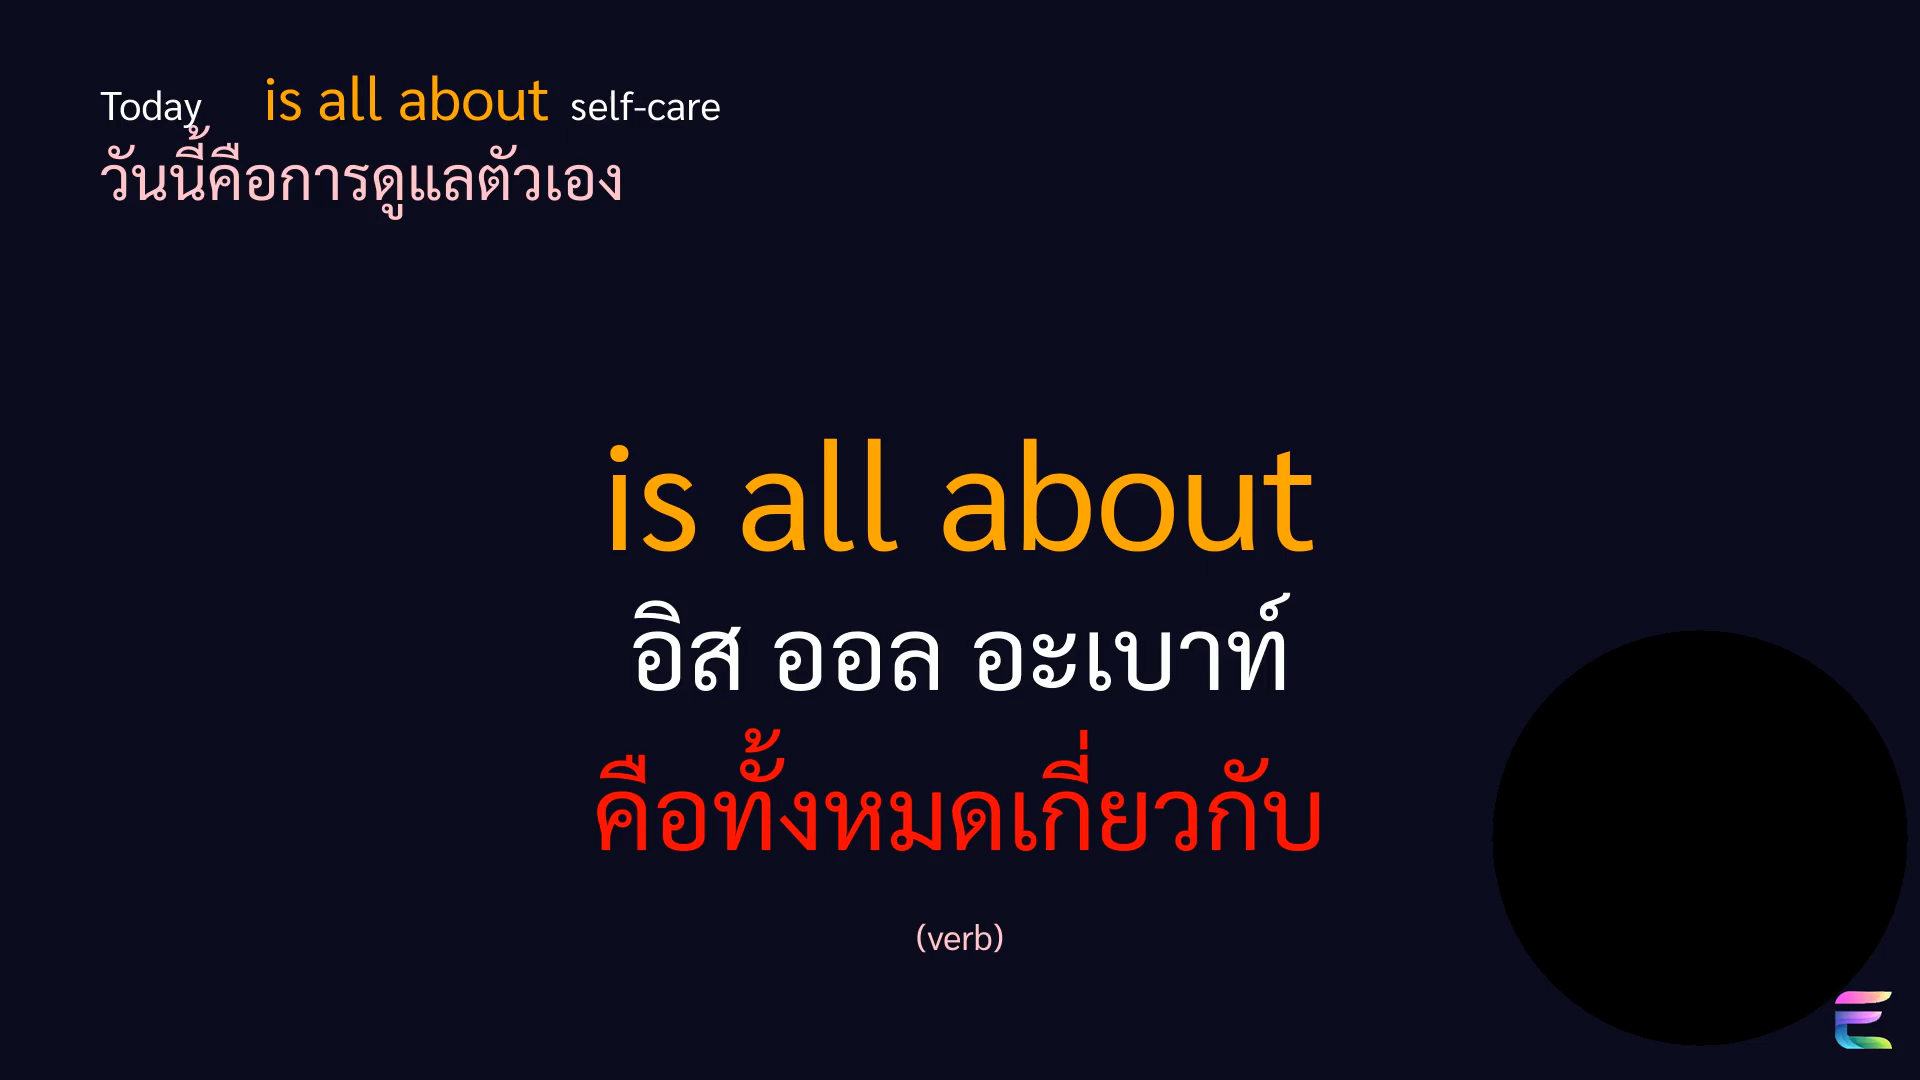 Today is all about self-care
วันนี้คือการดูแลตัวเอง
is all about
อิส ออล อะเบาท์
คือทั้งหมดเกี่ยวกับ
(verb)